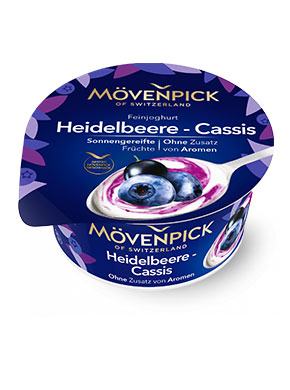 MÖVENPICK
OF SWITZERLAND
Feinjoghurt
Heidelbeere - Cassis
Sonnengereifte Früchte
Ohne Zusatz von Aromen
MÖVENPICK
OF SWITZERLAND
Heidelbeere -
Cassis
Ohne Zusatz von Aromen